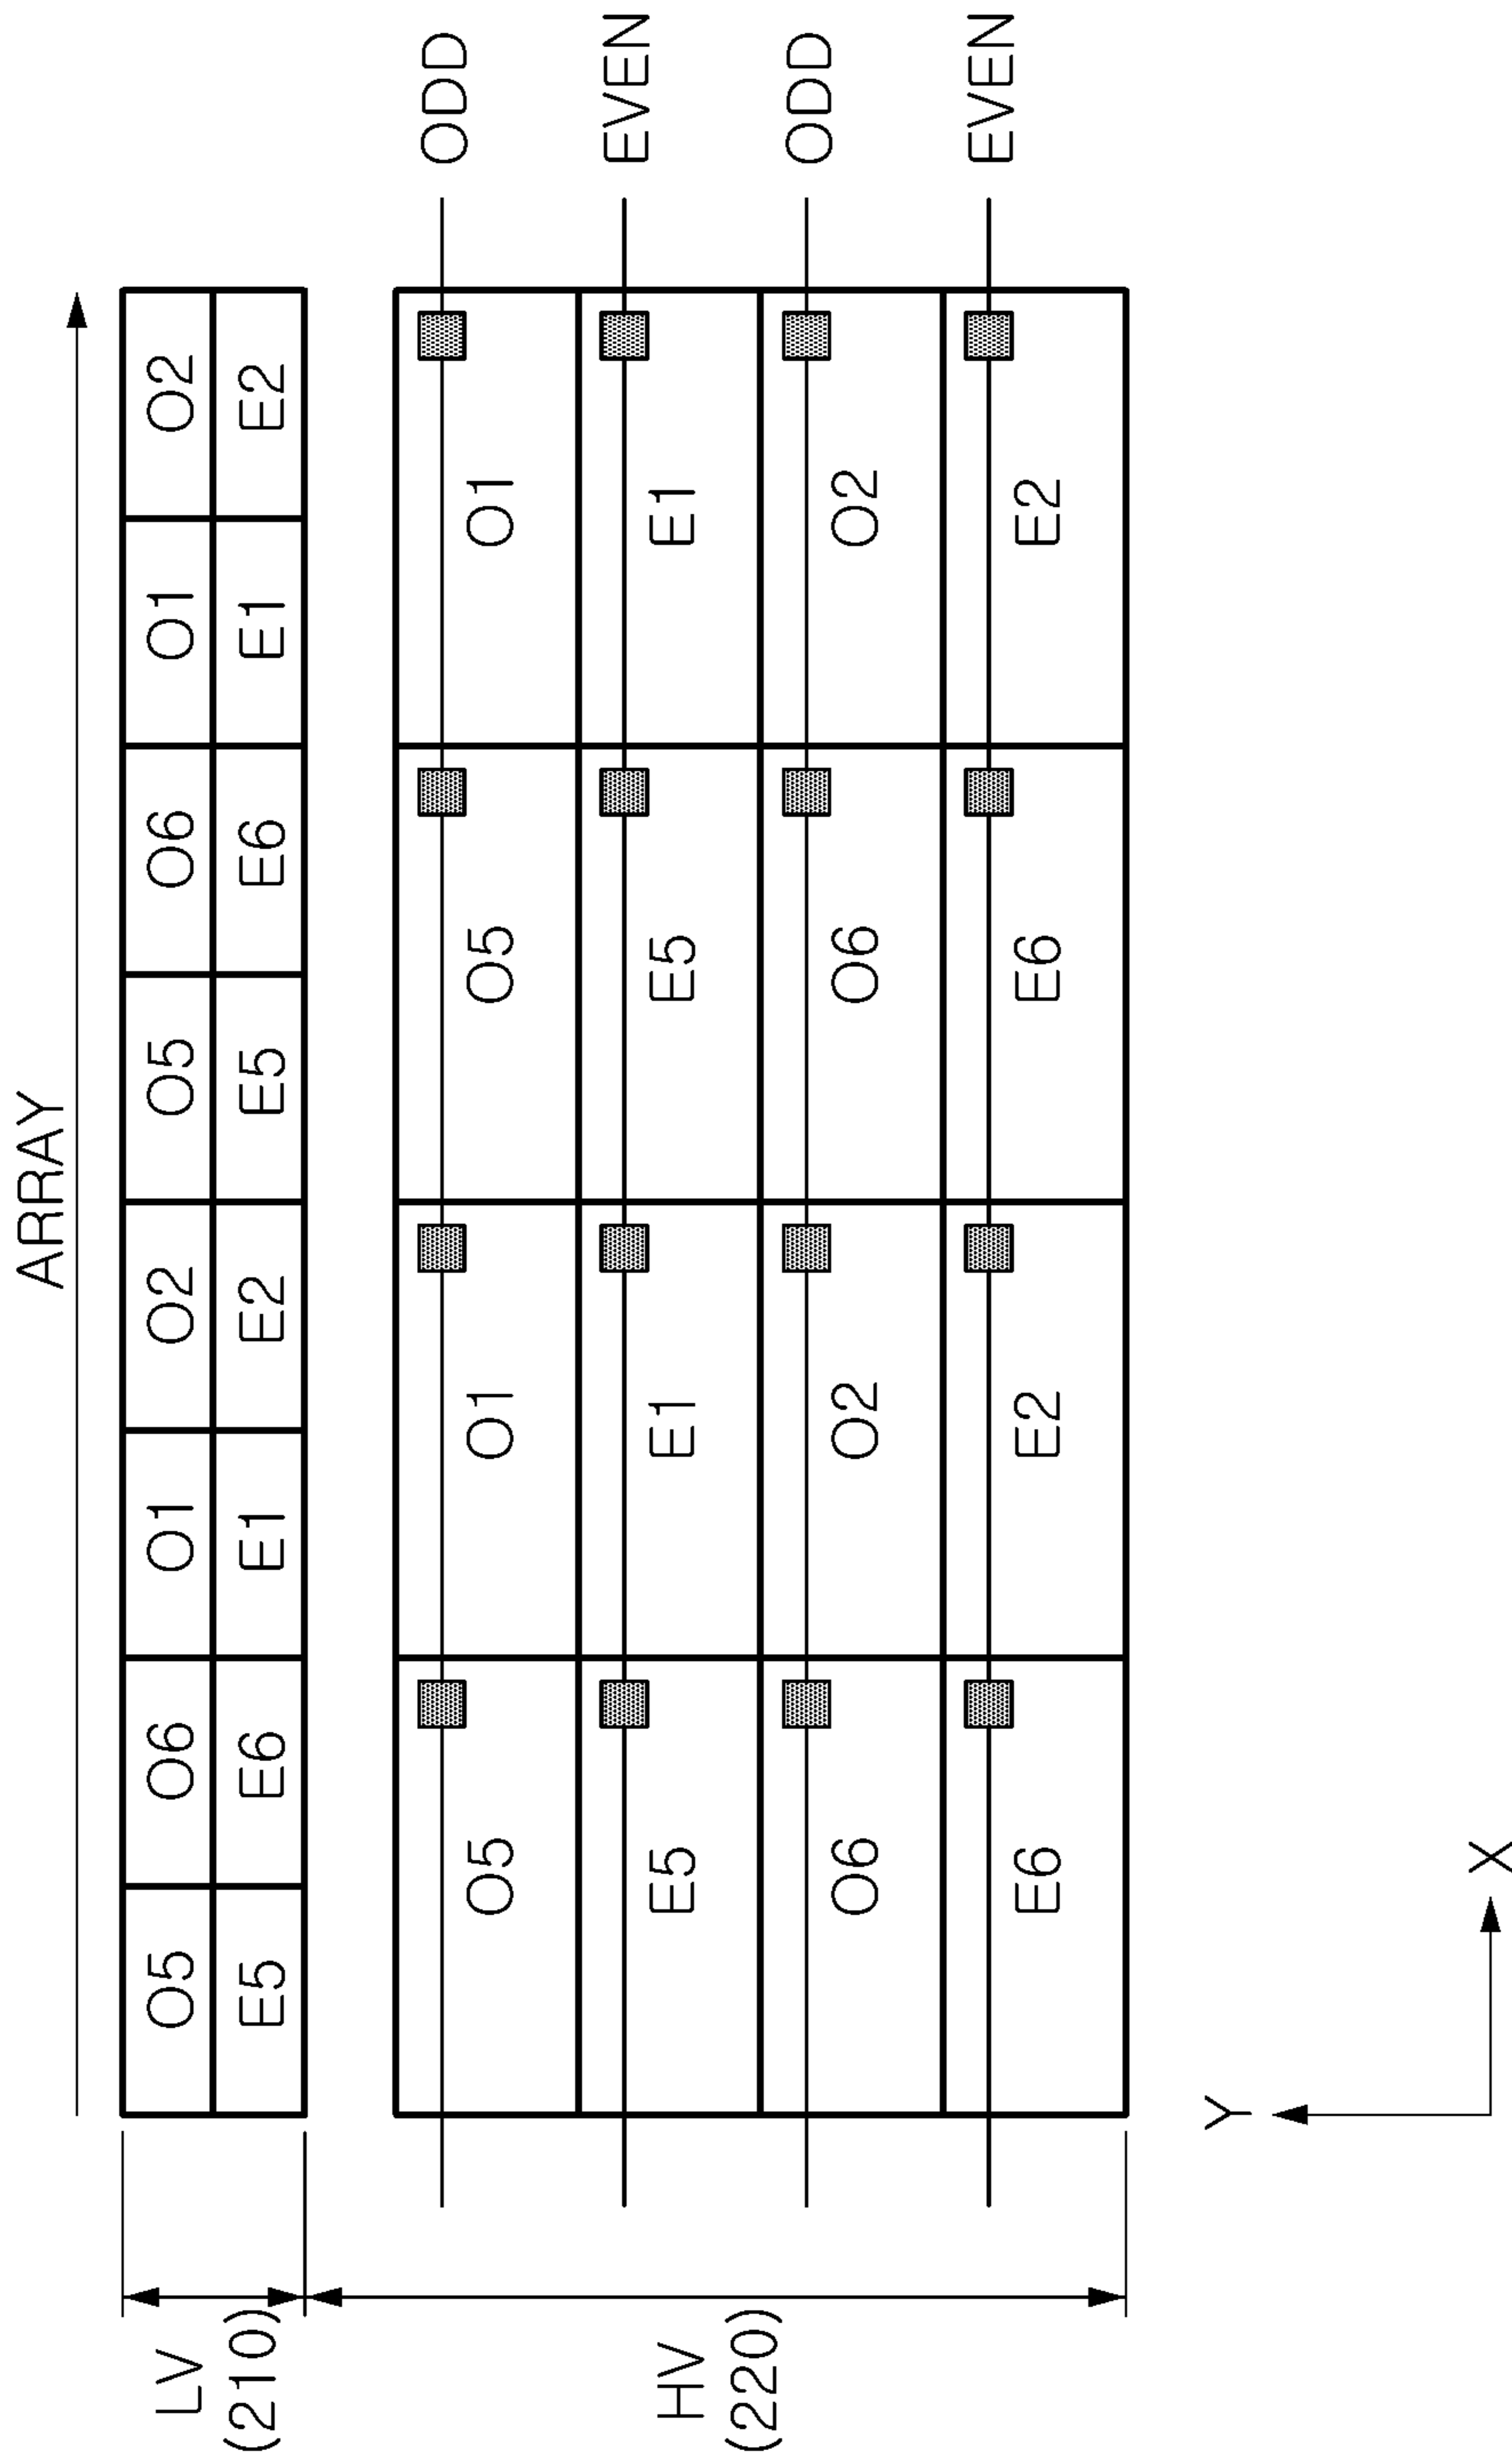 ARRAY
LV O5 O6 O1 O2 O5 O6 O1 O2
(210) E5 E6 E1 E2 E5 E6 E1 E2
O5 O1 O5 O1 ODD
HV E5 E1 E5 E1 EVEN
(220)
O6 O2 O6 O2 ODD
E6 E2 E6 E2 EVEN
Y
X